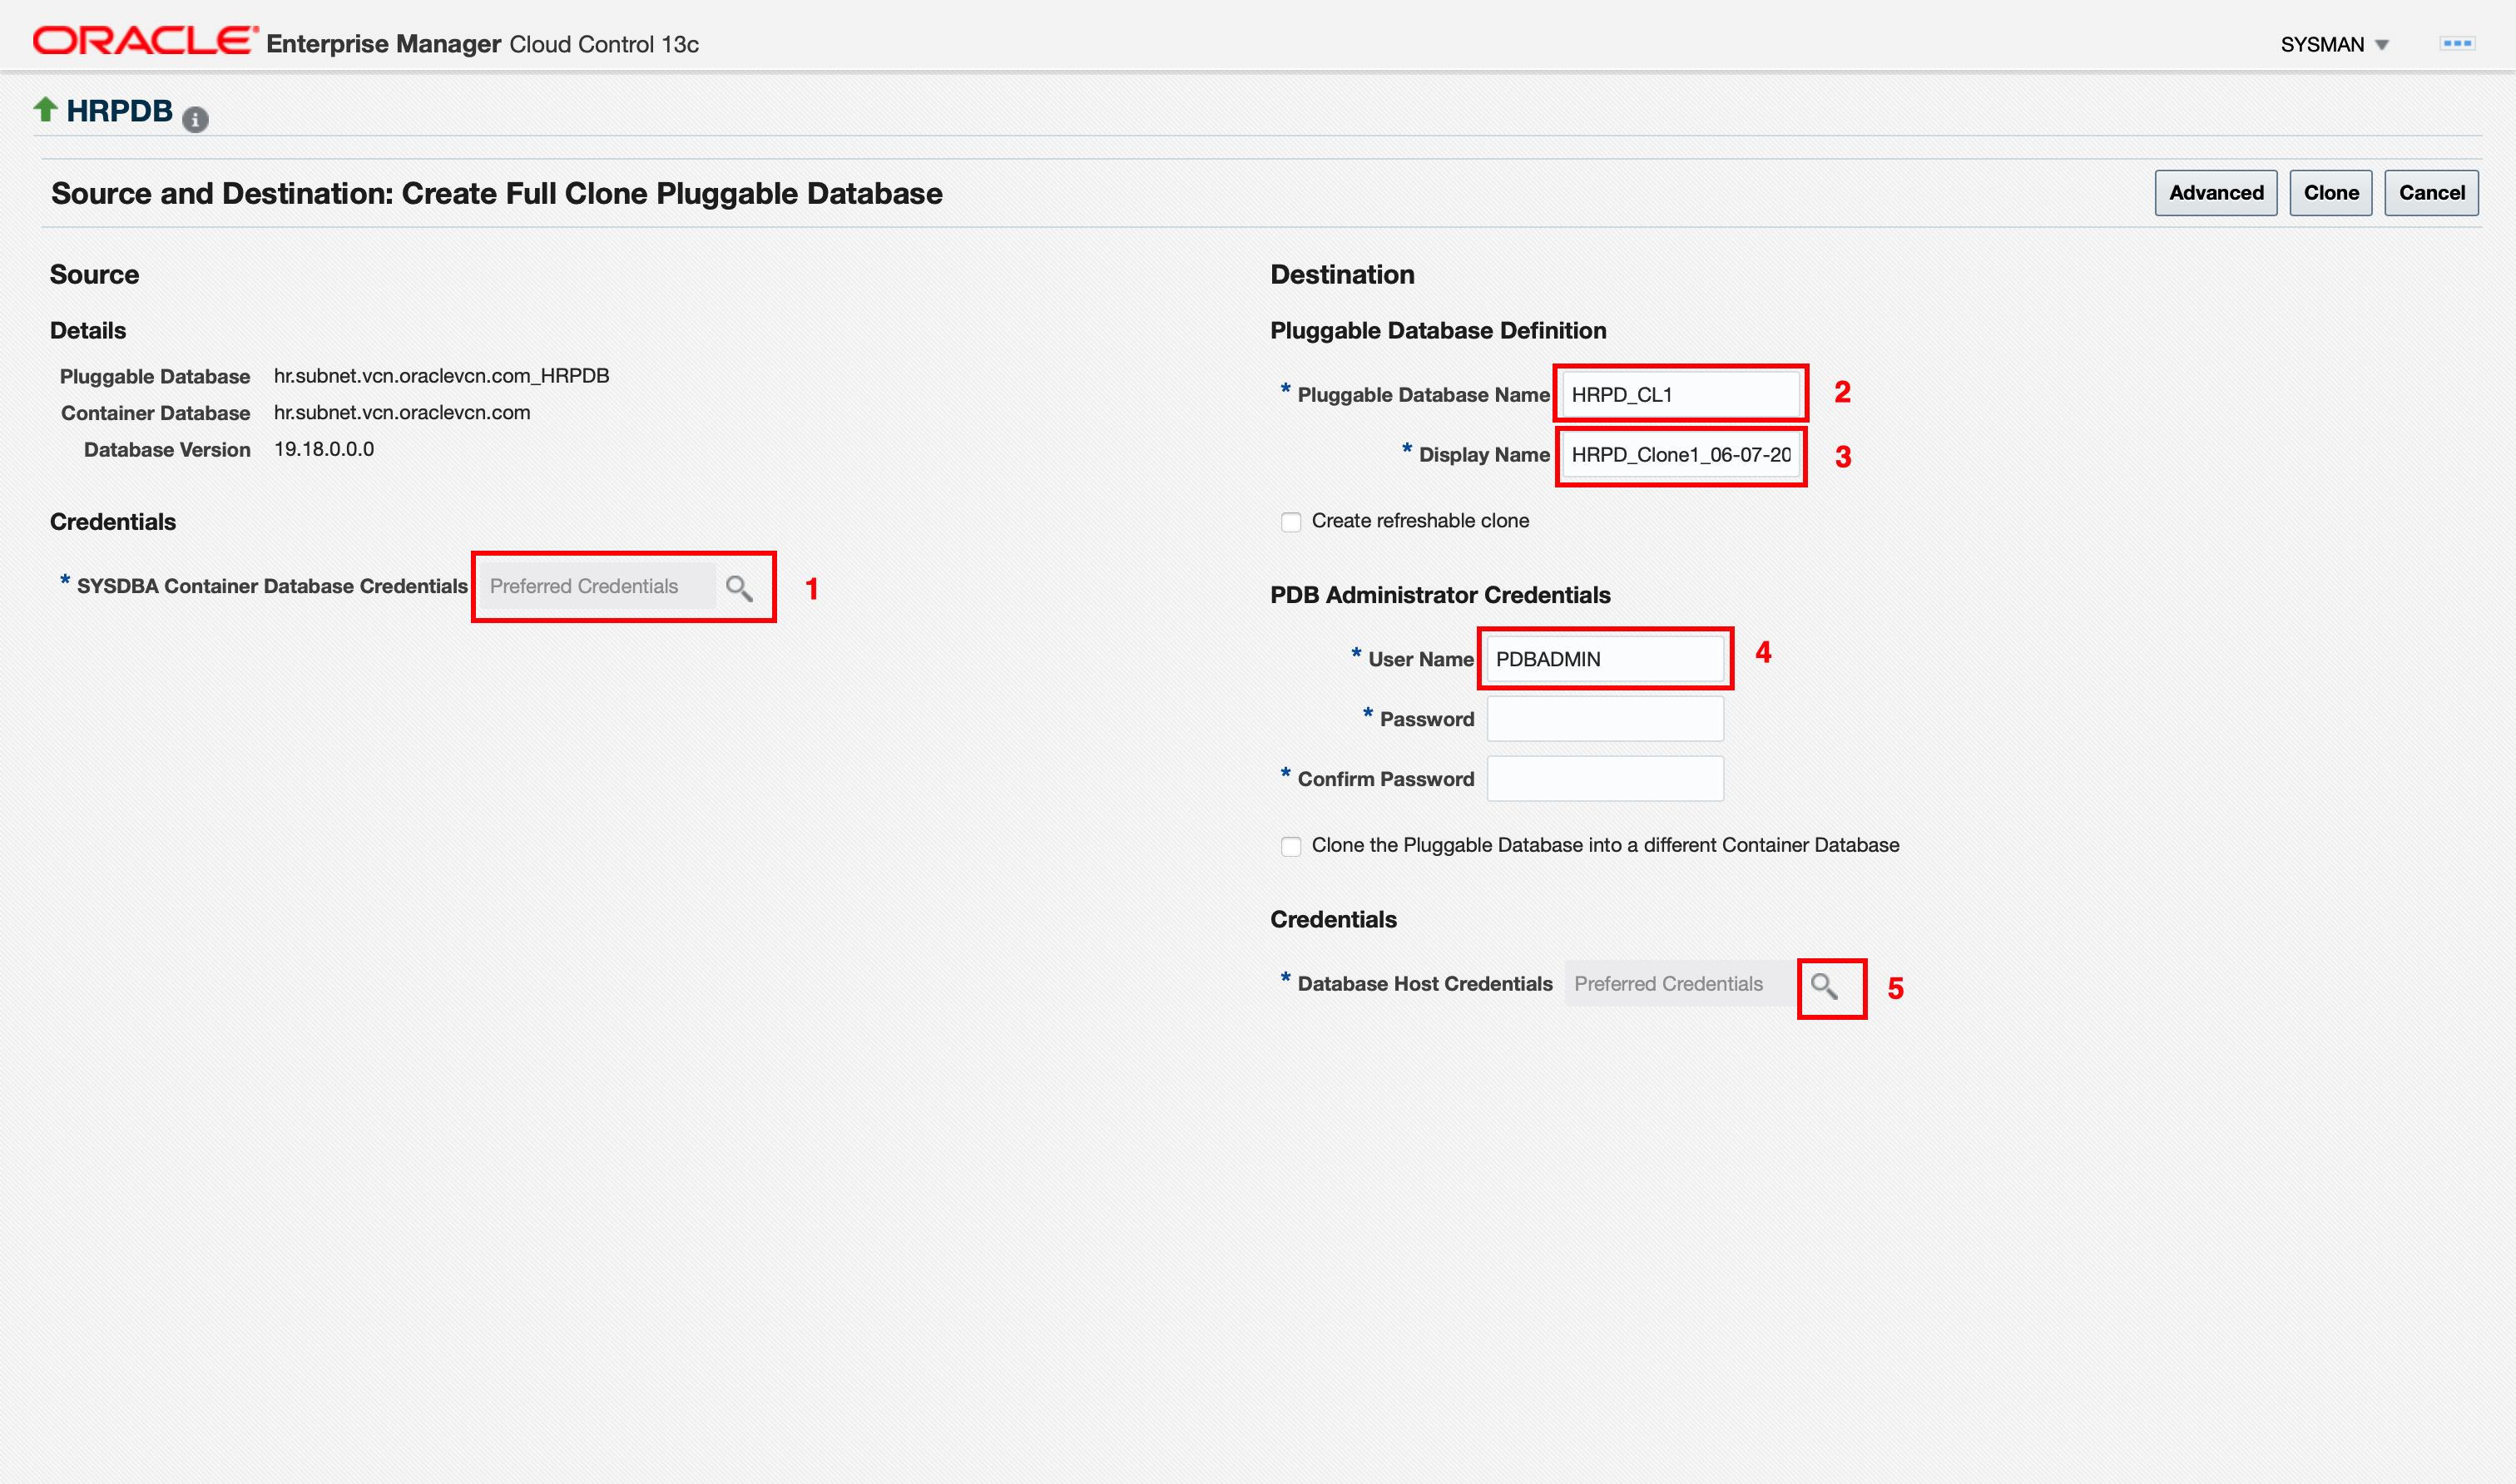 ORACLE Enterprise Manager Cloud Control 13c
SYSMAN
HRPDB
Source and Destination: Create Full Clone Pluggable Database
Advanced
Clone
Cancel
Source
Details
Pluggable Database hr.subnet.vcn.oraclevcn.com_HRPDB
Container Database hr.subnet.vcn.oraclevcn.com
Database Version 19.18.0.0.0
Credentials
* SYSDBA Container Database Credentials Preferred Credentials 1
Destination
Pluggable Database Definition
* Pluggable Database Name HRPD_CL1 2
* Display Name HRPD_Clone1_06-07-20 3
Create refreshable clone
PDB Administrator Credentials
* User Name PDBADMIN 4
* Password
* Confirm Password
Clone the Pluggable Database into a different Container Database
Credentials
* Database Host Credentials Preferred Credentials 5